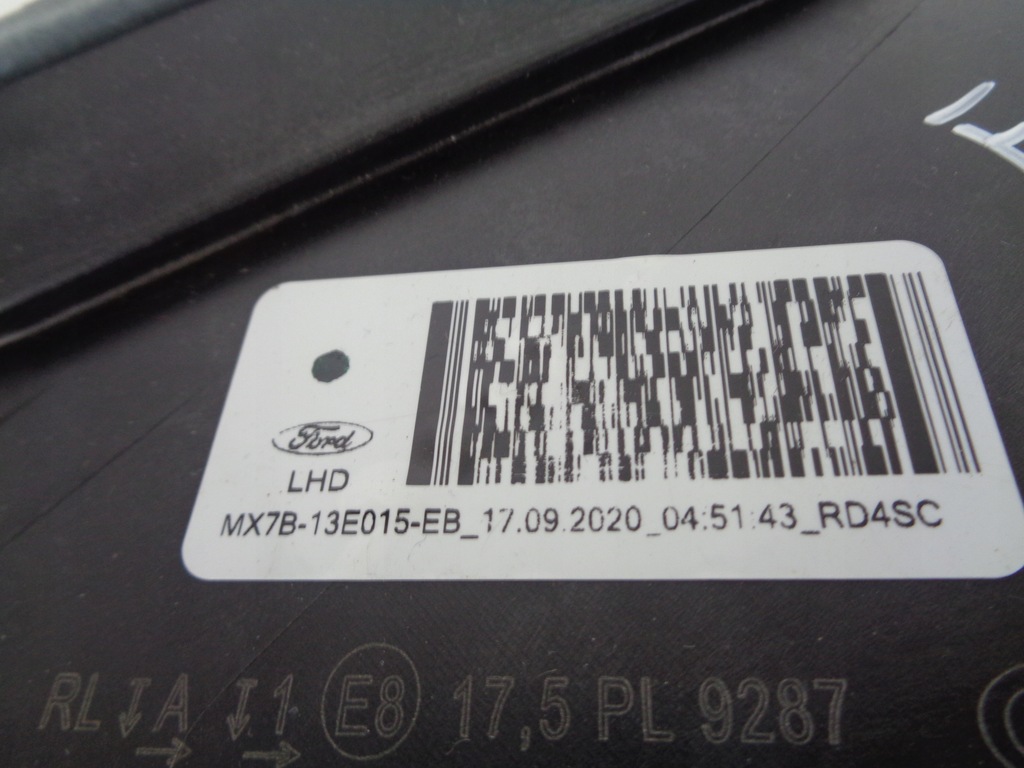 Ford
LHD
MX7B-13E015-EB_17.09.2020_04:51:43_RD4SC
RL A 1 E8 17,5 PL 9287